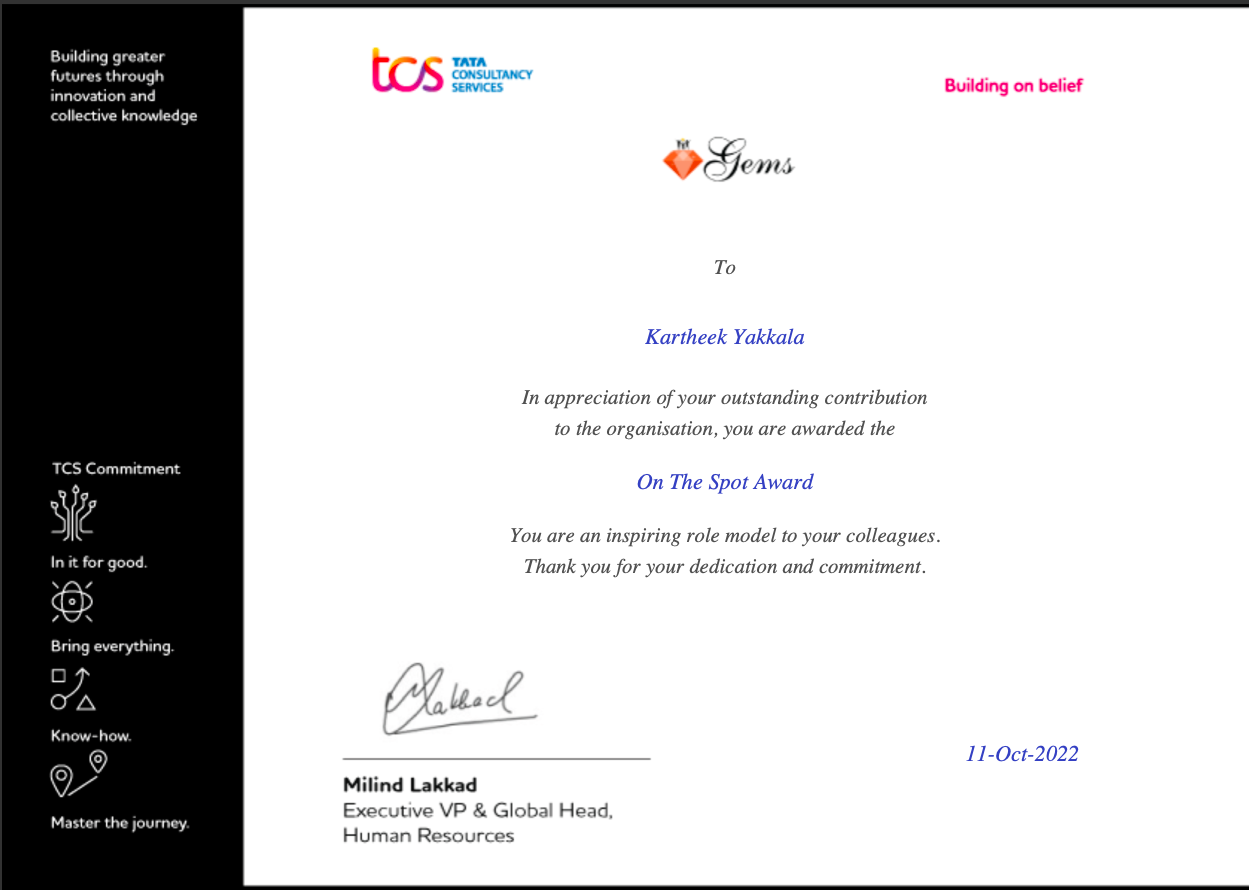 Building greater
futures through
innovation and
collective knowledge
tcs TATA
CONSULTANCY
SERVICES
Building on belief
Gems
To
Kartheek Yakkala
In appreciation of your outstanding contribution
to the organisation, you are awarded the
On The Spot Award
You are an inspiring role model to your colleagues.
Thank you for your dedication and commitment.
TCS Commitment
In it for good.
Bring everything.
Know-how.
Master the journey.
Lakkad
Milind Lakkad
Executive VP & Global Head,
Human Resources
11-Oct-2022